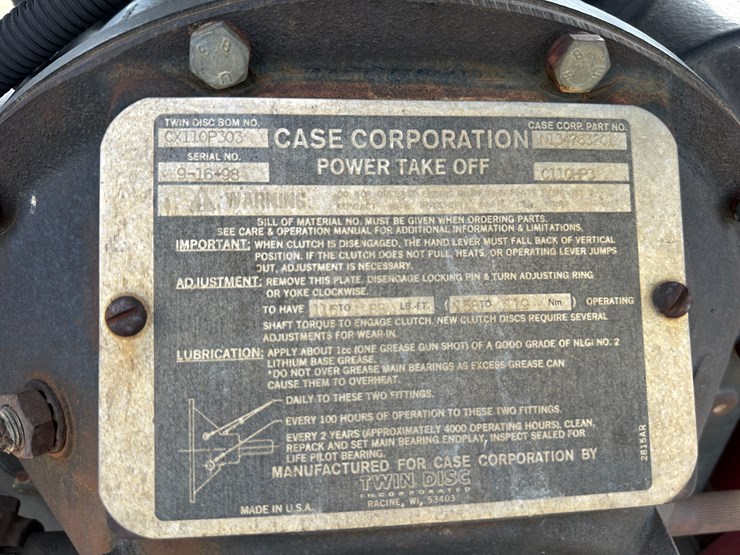 TWIN DISC BOM NO.
CX110P303
SERIAL NO.
9-16-98
CASE CORPORATION
POWER TAKE OFF
CASE CORP. PART NO.
C110HP3
WARNING:
BILL OF MATERIAL NO. MUST BE GIVEN WHEN ORDERING PARTS.
SEE CARE & OPERATION MANUAL FOR ADDITIONAL INFORMATION & LIMITATIONS.
IMPORTANT: WHEN CLUTCH IS DISENGAGED, THE HAND LEVER MUST FALL BACK OF VERTICAL
POSITION. IF THE CLUTCH DOES NOT PULL, HEATS, OR OPERATING LEVER JUMPS
OUT, ADJUSTMENT IS NECESSARY.
ADJUSTMENT: REMOVE THIS PLATE, DISENGAGE LOCKING PIN & TURN ADJUSTING RING
OR YOKE CLOCKWISE.
TO HAVE TO LB.-FT. ( TO Nm) OPERATING
SHAFT TORQUE TO ENGAGE CLUTCH. NEW CLUTCH DISCS REQUIRE SEVERAL
ADJUSTMENTS FOR WEAR-IN.
LUBRICATION: APPLY ABOUT 1cc (ONE GREASE GUN SHOT) OF A GOOD GRADE OF NLGI NO. 2
LITHIUM BASE GREASE.
*DO NOT OVER GREASE MAIN BEARINGS AS EXCESS GREASE CAN
CAUSE THEM TO OVERHEAT.
DAILY TO THESE TWO FITTINGS.
EVERY 100 HOURS OF OPERATION TO THESE TWO FITTINGS.
EVERY 2 YEARS (APPROXIMATELY 4000 OPERATING HOURS), CLEAN,
REPACK AND SET MAIN BEARING ENDPLAY, INSPECT SEALED FOR
LIFE PILOT BEARING.
MANUFACTURED FOR CASE CORPORATION BY
TWIN DISC
INCORPORATED
RACINE, WI, 53403
MADE IN U.S.A.
2815AR